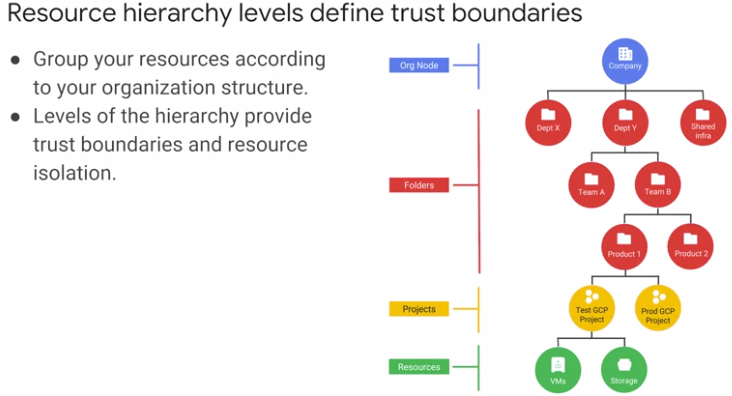 Resource hierarchy levels define trust boundaries
● Group your resources according
to your organization structure.
● Levels of the hierarchy provide
trust boundaries and resource
isolation.
Org Node
Company
Dept X
Dept Y
Shared
infra
Folders
Team A
Team B
Product 1
Product 2
Projects
Test GCP
Project
Prod GCP
Project
Resources
VMs
Storage